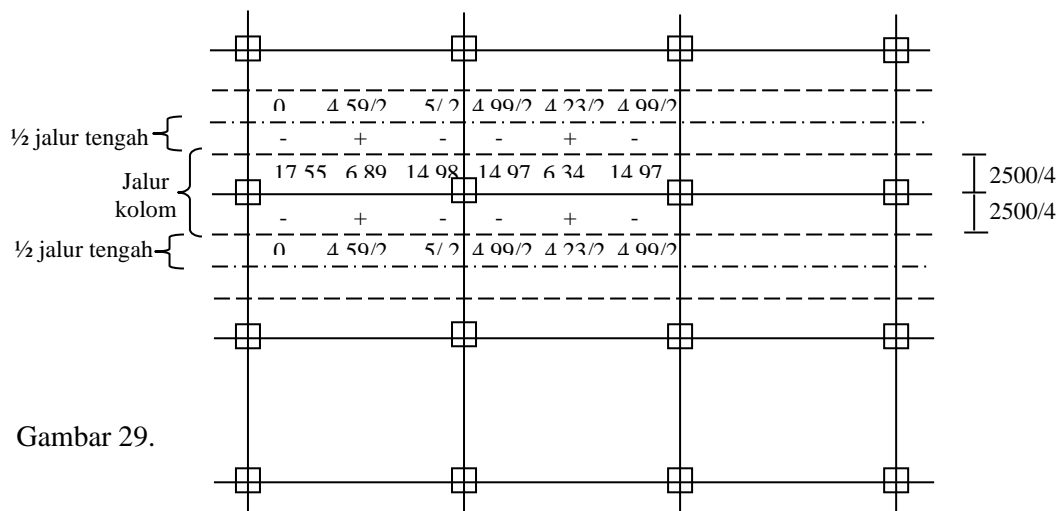 0 4.59/2 5/2 4.99/2 4.23/2 4.99/2
½ jalur tengah
- + - - + -
17.55 6.89 14.98 14.97 6.34 14.97
2500/4
Jalur
kolom
2500/4
- + - - + -
½ jalur tengah
0 4.59/2 5/2 4.99/2 4.23/2 4.99/2
Gambar 29.